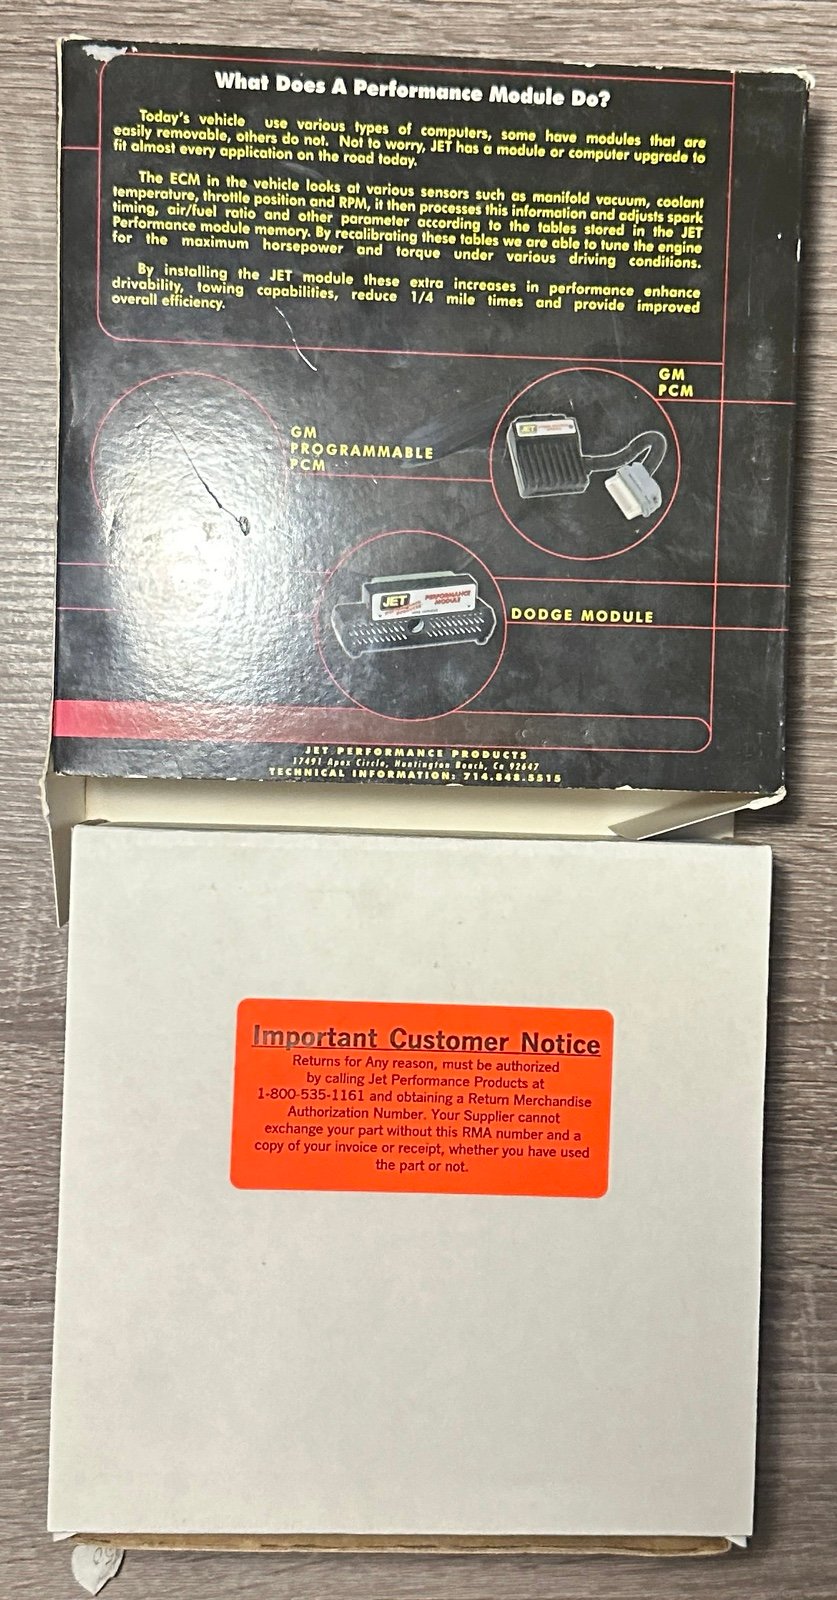 What Does A Performance Module Do?
Today's vehicle use various types of computers, some have modules that are
easily removable, others do not. Not to worry, JET has a module or computer upgrade to
fit almost every application on the road today.
The ECM in the vehicle looks at various sensors such as manifold vacuum, coolant
temperature, throttle position and RPM, it then processes this information and adjusts spark
timing, air/fuel ratio and other parameter according to the tables stored in the JET
Performance module memory. By recalibrating these tables we are able to tune the engine
for the maximum horsepower and torque under various driving conditions.
By installing the JET module these extra increases in performance enhance
drivability, towing capabilities, reduce 1/4 mile times and provide improved
overall efficiency.
GM
PCM
GM
PROGRAMMABLE
PCM
JET
JET
PERFORMANCE
MODULE
DODGE MODULE
JET PERFORMANCE PRODUCTS
17491 Apex Circle, Huntington Beach, Ca 92647
TECHNICAL INFORMATION: 714.848.5515
Important Customer Notice
Returns for Any reason, must be authorized
by calling Jet Performance Products at
1-800-535-1161 and obtaining a Return Merchandise
Authorization Number. Your Supplier cannot
exchange your part without this RMA number and a
copy of your invoice or receipt, whether you have used
the part or not.